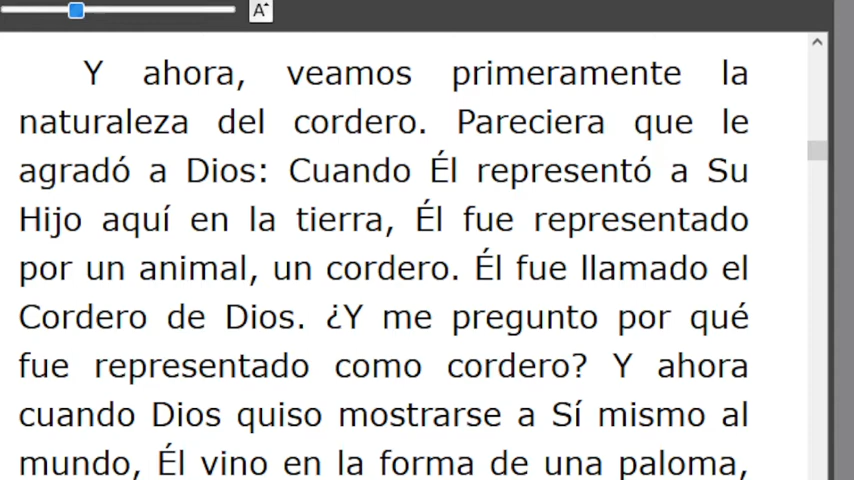 A
Y ahora, veamos primeramente la
naturaleza del cordero. Pareciera que le
agradó a Dios: Cuando Él representó a Su
Hijo aquí en la tierra, Él fue representado
por un animal, un cordero. Él fue llamado el
Cordero de Dios. ¿Y me pregunto por qué
fue representado como cordero? Y ahora
cuando Dios quiso mostrarse a Sí mismo al
mundo, Él vino en la forma de una paloma,